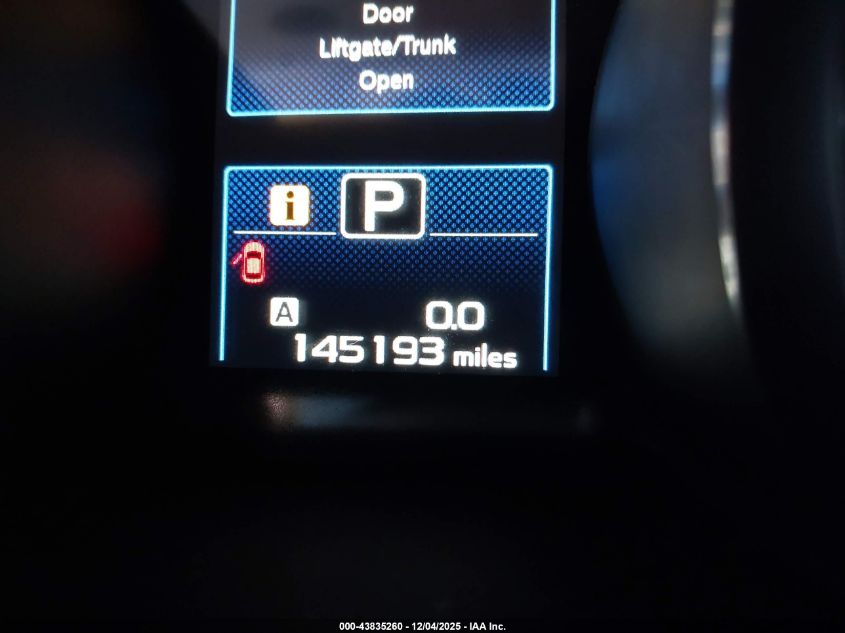 Door
Liftgate/Trunk
Open
i P
A 0.0
145193 miles
000-43835260 - 12/04/2025 - IAA Inc.